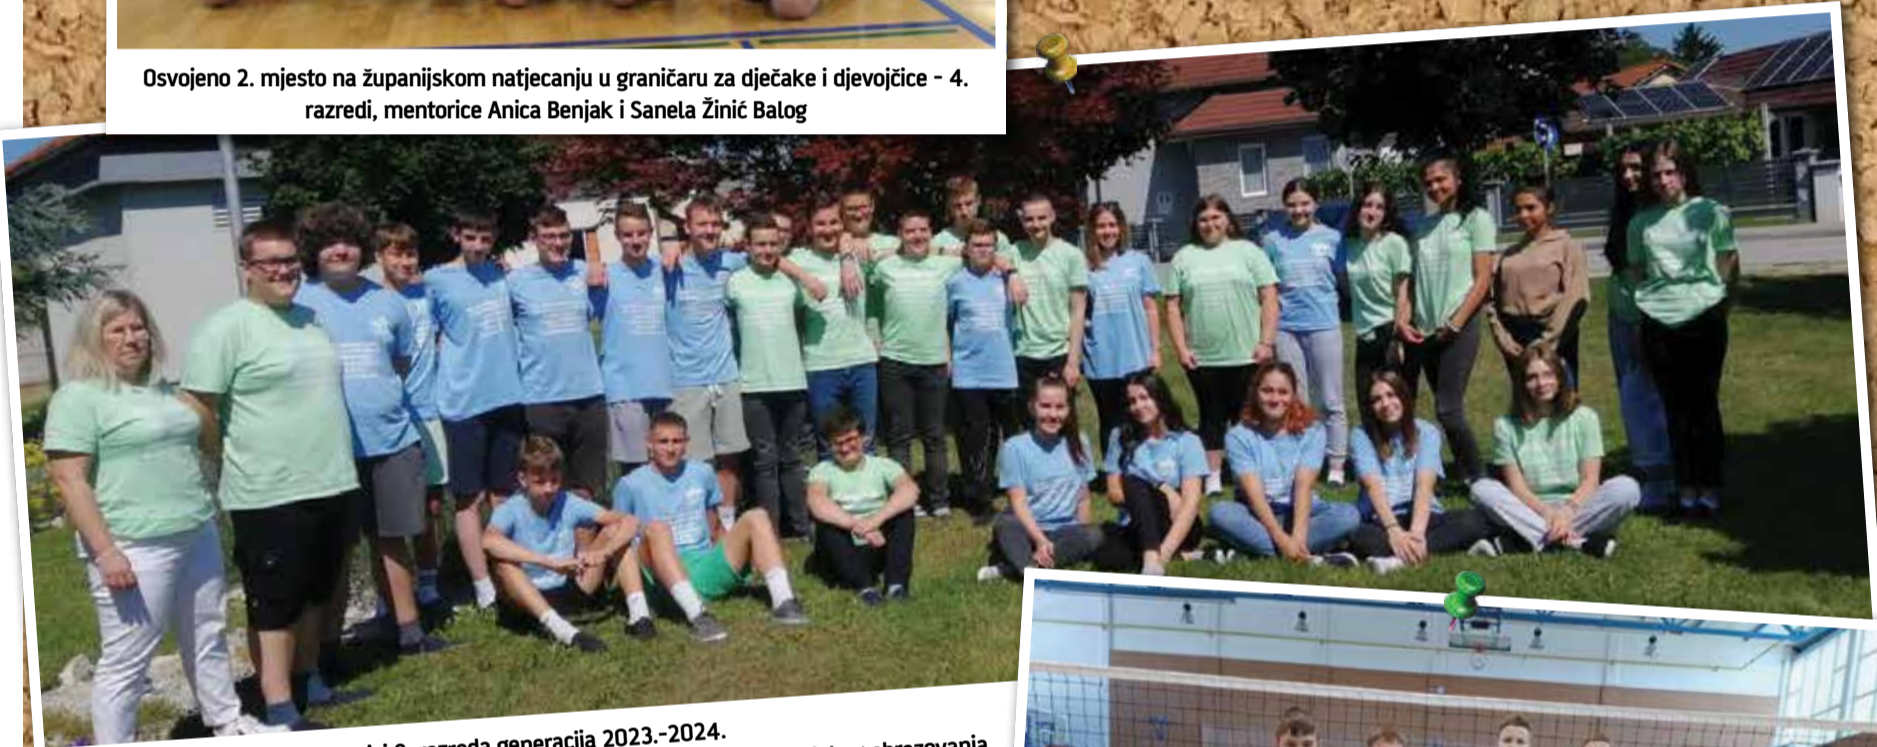 Osvojeno 2. mjesto na županijskom natjecanju u graničaru za dječake i djevojčice - 4.
razredi, mentorice Anica Benjak i Sanela Žinić Balog
razreda generacija 2023.-2024.
obrazovanja